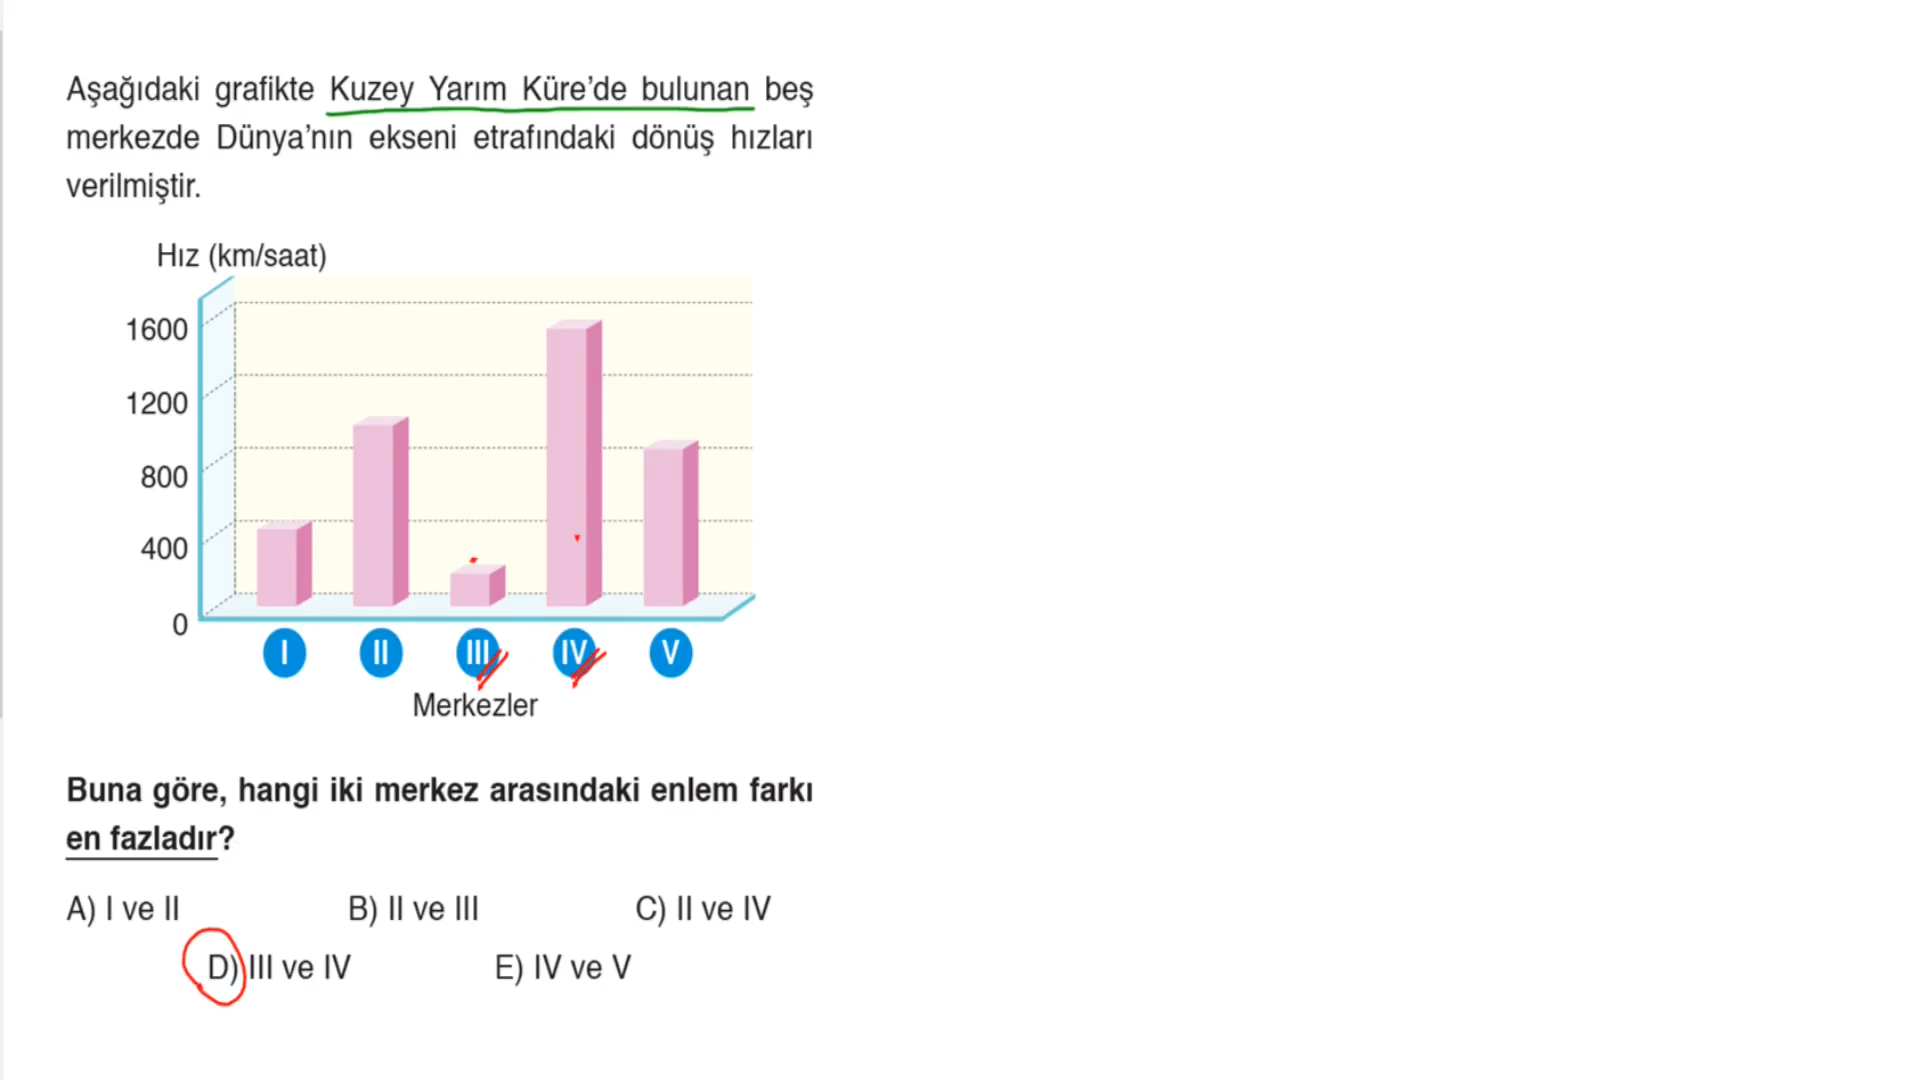 Aşağıdaki grafikte Kuzey Yarım Küre’de bulunan beş
merkezde Dünya’nın ekseni etrafındaki dönüş hızları
verilmiştir.
Hız (km/saat)
1600
1200
800
400
0
I II III IV V
Merkezler
Buna göre, hangi iki merkez arasındaki enlem farkı
en fazladır?
A) I ve II B) II ve III C) II ve IV
D) III ve IV E) IV ve V